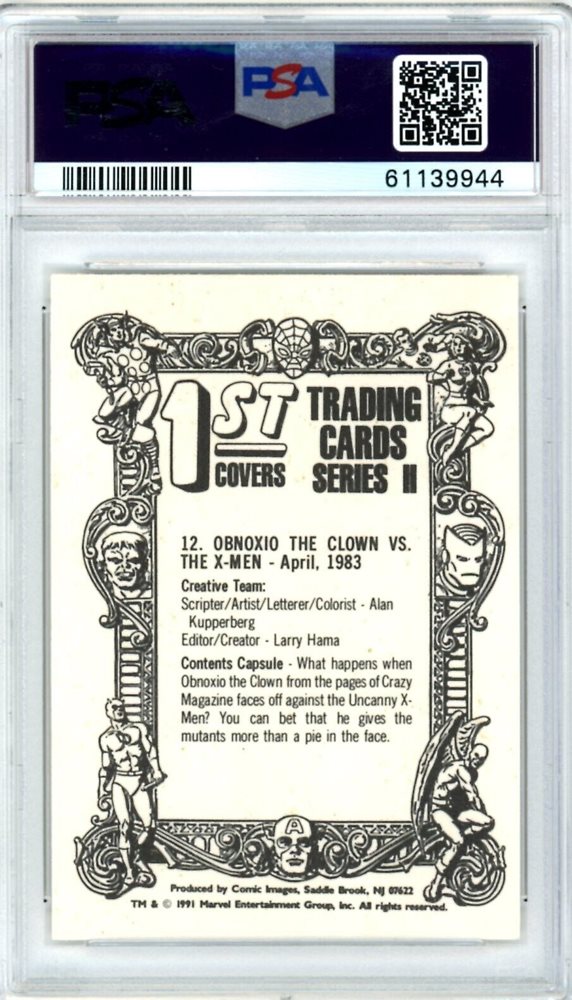 PSA
PSA
61139944
1ST
COVERS
TRADING
CARDS
SERIES II
12. OBNOXIO THE CLOWN VS.
THE X-MEN - April, 1983
Creative Team:
Scripter/Artist/Letterer/Colorist - Alan
Kupperberg
Editor/Creator - Larry Hama
Contents Capsule - What happens when
Obnoxio the Clown from the pages of Crazy
Magazine faces off against the Uncanny X-
Men? You can bet that he gives the
mutants more than a pie in the face.
A
Produced by Comic Images, Saddle Brook, NJ 07622
TM & © 1991 Marvel Entertainment Group, Inc. All rights reserved.